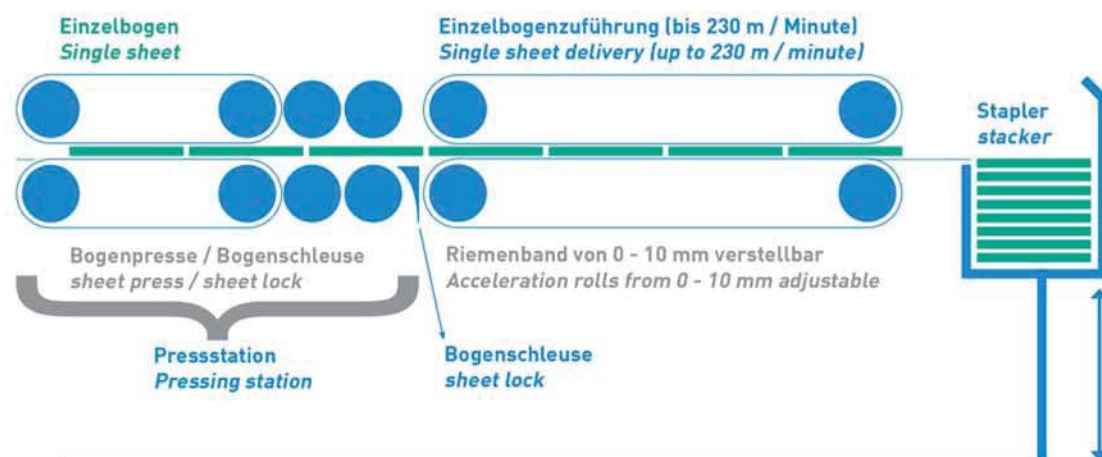 Einzelbogen
Single sheet
Einzelbogenzuführung (bis 230 m / Minute)
Single sheet delivery (up to 230 m / minute)
Stapler
stacker
Bogenpresse / Bogenschleuse
sheet press / sheet lock
Riemenband von 0 - 10 mm verstellbar
Acceleration rolls from 0 - 10 mm adjustable
Pressstation
Pressing station
Bogenschleuse
sheet lock